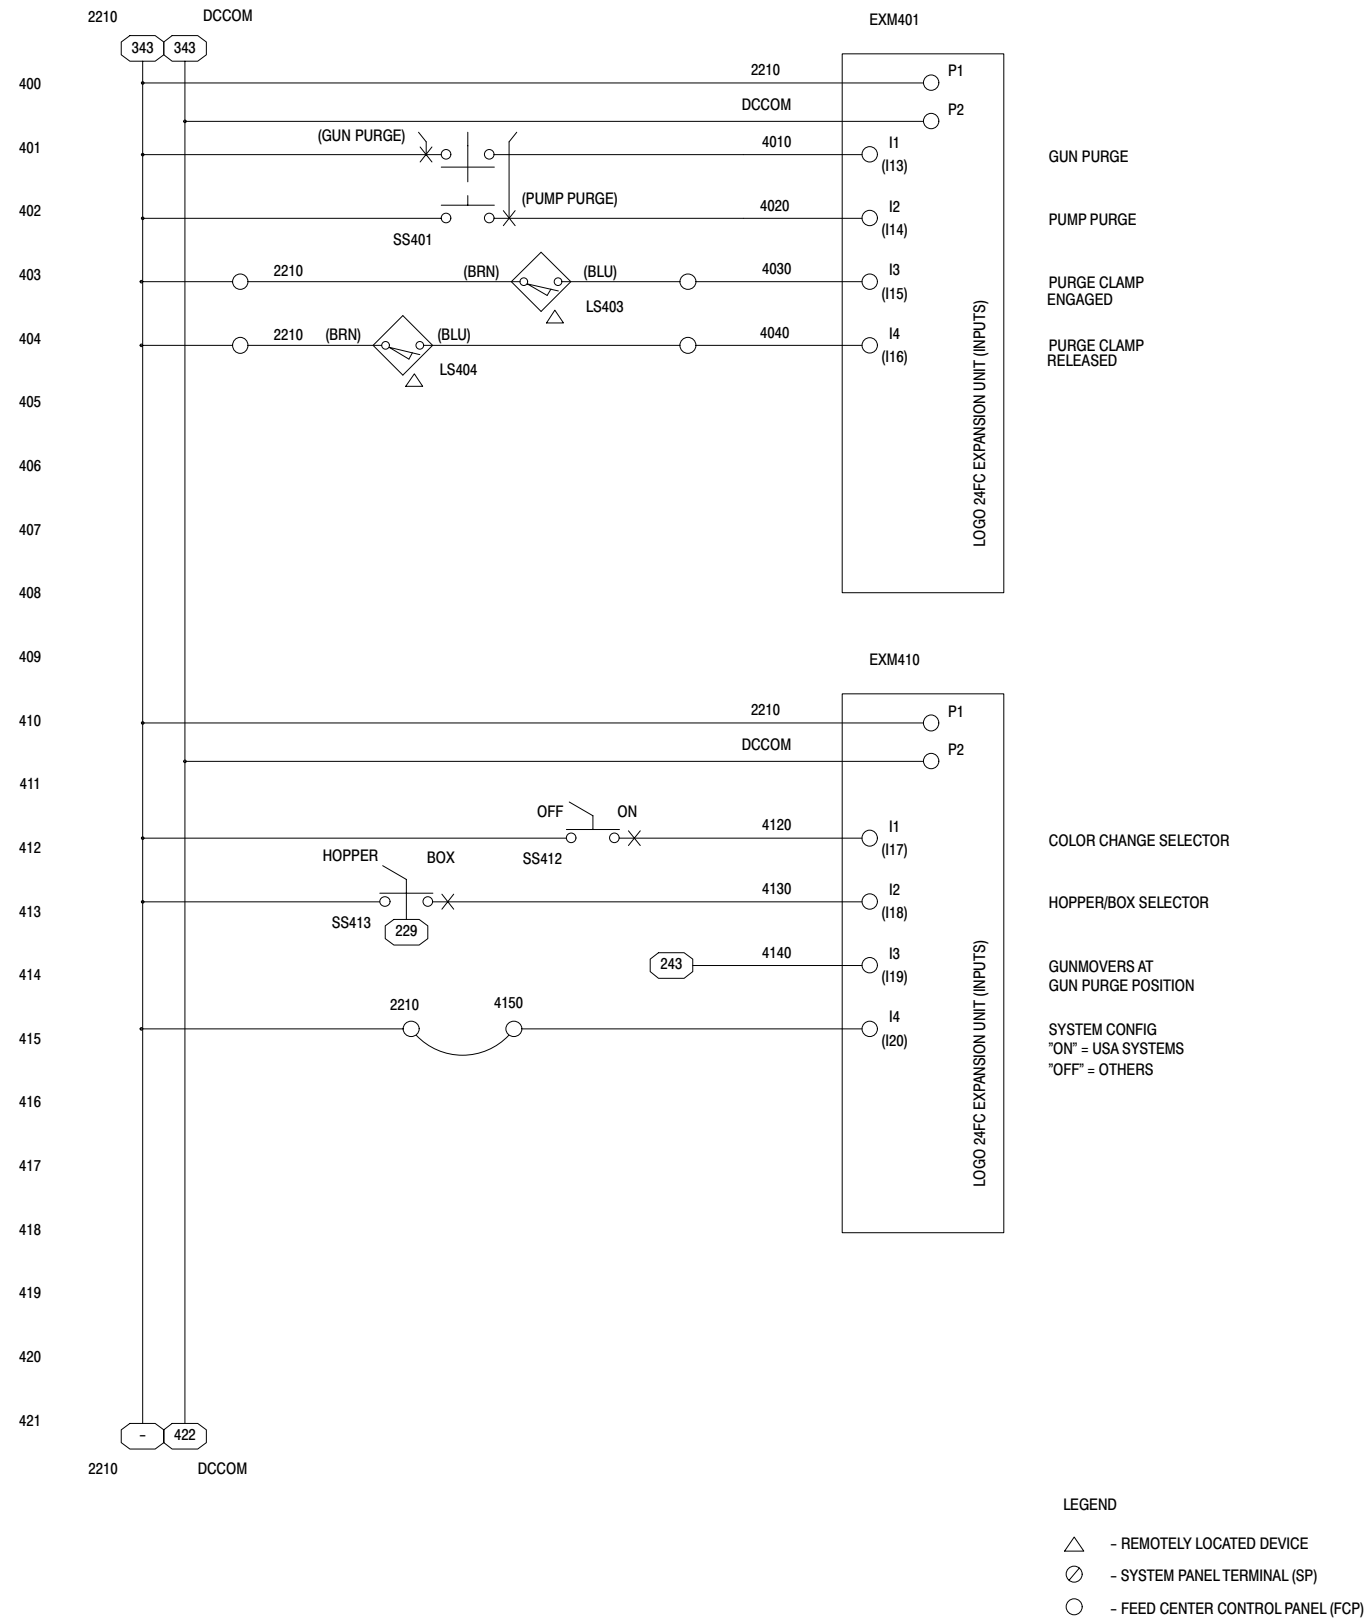 2210 DCCOM EXM401
343 343
400 2210 P1
DCCOM P2
401 (GUN PURGE) 4010 I1 GUN PURGE
(I13)
402 (PUMP PURGE) 4020 I2 PUMP PURGE
SS401 (I14)
403 2210 (BRN) (BLU) 4030 I3 PURGE CLAMP
LS403 (I15) ENGAGED
404 2210 (BRN) (BLU) 4040 I4 PURGE CLAMP
LS404 (I16) RELEASED
LOGO 24FC EXPANSION UNIT (INPUTS)
405
406
407
408
409 EXM410
410 2210 P1
DCCOM P2
411
OFF ON 4120 I1
412 SS412 (I17) COLOR CHANGE SELECTOR
HOPPER BOX 4130 I2 HOPPER/BOX SELECTOR
413 SS413 229 (I18)
243 4140 I3 GUNMOVERS AT
414 (I19) GUN PURGE POSITION
2210 4150 I4 SYSTEM CONFIG
415 (I20) "ON" = USA SYSTEMS
"OFF" = OTHERS
LOGO 24FC EXPANSION UNIT (INPUTS)
416
417
418
419
420
421
- 422
2210 DCCOM
LEGEND
- REMOTELY LOCATED DEVICE
- SYSTEM PANEL TERMINAL (SP)
- FEED CENTER CONTROL PANEL (FCP)